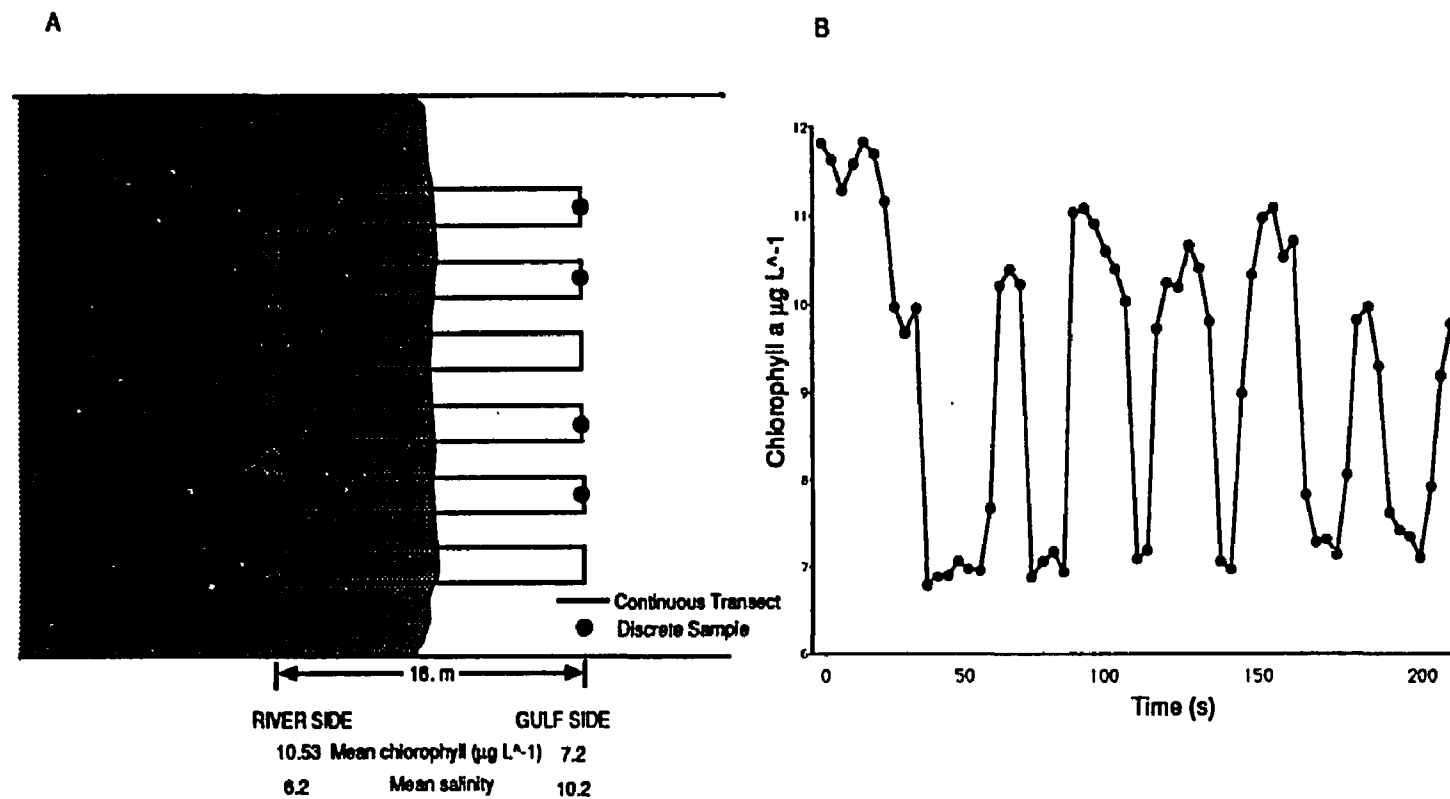 A
B
Continuous Transect
Discrete Sample
16. m
RIVER SIDE GULF SIDE
10.53 Mean chlorophyll (µg L^-1) 7.2
6.2 Mean salinity 10.2
12
11
10
9
8
7
6
Chlorophyll a µg L^-1
0 50 100 150 200
Time (s)